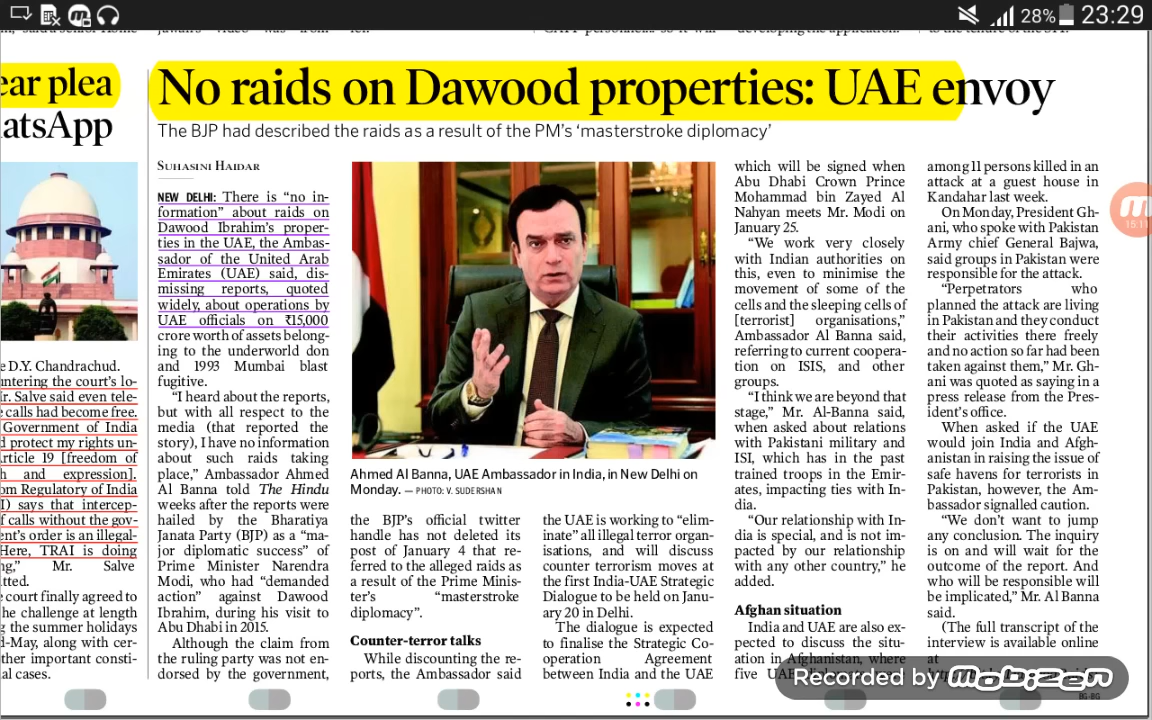 28% 23:29
ear plea
atsApp
e D.Y. Chandrachud.
untering the court's lo-
Ir. Salve said even tele-
calls had become free.
Government of India
d protect my rights un-
Article 19 [freedom of
h and expression].
om Regulatory of India
I) says that intercep-
f calls without the gov-
ent's order is an illegal-
Here, TRAI is doing
ng," Mr. Salve
tted.
court finally agreed to
he challenge at length
g the summer holidays
l-May, along with cer-
ther important consti-
al cases.
No raids on Dawood properties: UAE envoy
The BJP had described the raids as a result of the PM's 'masterstroke diplomacy'
SUHASINI HAIDAR
NEW DELHI: There is "no in-
formation" about raids on
Dawood Ibrahim's proper-
ties in the UAE, the Ambas-
sador of the United Arab
Emirates (UAE) said, dis-
missing reports, quoted
widely, about operations by
UAE officials on ₹15,000
crore worth of assets belong-
ing to the underworld don
and 1993 Mumbai blast
fugitive.
"I heard about the reports,
but with all respect to the
media (that reported the
story), I have no information
about such raids taking
place," Ambassador Ahmed
Al Banna told The Hindu
weeks after the reports were
hailed by the Bharatiya
Janata Party (BJP) as a "ma-
jor diplomatic success" of
Prime Minister Narendra
Modi, who had "demanded
action" against Dawood
Ibrahim, during his visit to
Abu Dhabi in 2015.
Although the claim from
the ruling party was not en-
dorsed by the government,
Ahmed Al Banna, UAE Ambassador in India, in New Delhi on
Monday. — PHOTO: V. SUDERSHAN
the BJP's official twitter
handle has not deleted its
post of January 4 that re-
ferred to the alleged raids as
a result of the Prime Minis-
ter's "masterstroke
diplomacy".
Counter-terror talks
While discounting the re-
ports, the Ambassador said
the UAE is working to "elim-
inate" all illegal terror organ-
isations, and will discuss
counter terrorism moves at
the first India-UAE Strategic
Dialogue to be held on Janu-
ary 20 in Delhi.
The dialogue is expected
to finalise the Strategic Co-
operation Agreement
between India and the UAE
which will be signed when
Abu Dhabi Crown Prince
Mohammad bin Zayed Al
Nahyan meets Mr. Modi on
January 25.
"We work very closely
with Indian authorities on
this, even to minimise the
movement of some of the
cells and the sleeping cells of
[terrorist] organisations,"
Ambassador Al Banna said,
referring to current coopera-
tion on ISIS, and other
groups.
"I think we are beyond that
stage," Mr. Al-Banna said,
when asked about relations
with Pakistani military and
ISI, which has in the past
trained troops in the Emir-
ates, impacting ties with In-
dia.
"Our relationship with In-
dia is special, and is not im-
pacted by our relationship
with any other country," he
added.
Afghan situation
India and UAE are also ex-
pected to discuss the situ-
ation in Afghanistan, where
five UAE
among 11 persons killed in an
attack at a guest house in
Kandahar last week.
On Monday, President Gh-
ani, who spoke with Pakistan
Army chief General Bajwa,
said groups in Pakistan were
responsible for the attack.
"Perpetrators who
planned the attack are living
in Pakistan and they conduct
their activities there freely
and no action so far had been
taken against them," Mr. Gh-
ani was quoted as saying in a
press release from the Pres-
ident's office.
When asked if the UAE
would join India and Afgh-
anistan in raising the issue of
safe havens for terrorists in
Pakistan, however, the Am-
bassador signalled caution.
"We don't want to jump
any conclusion. The inquiry
is on and will wait for the
outcome of the report. And
who will be responsible will
be implicated," Mr. Al Banna
said.
(The full transcript of the
interview is available online
at
15:11
Recorded by mobizen
BG-BG